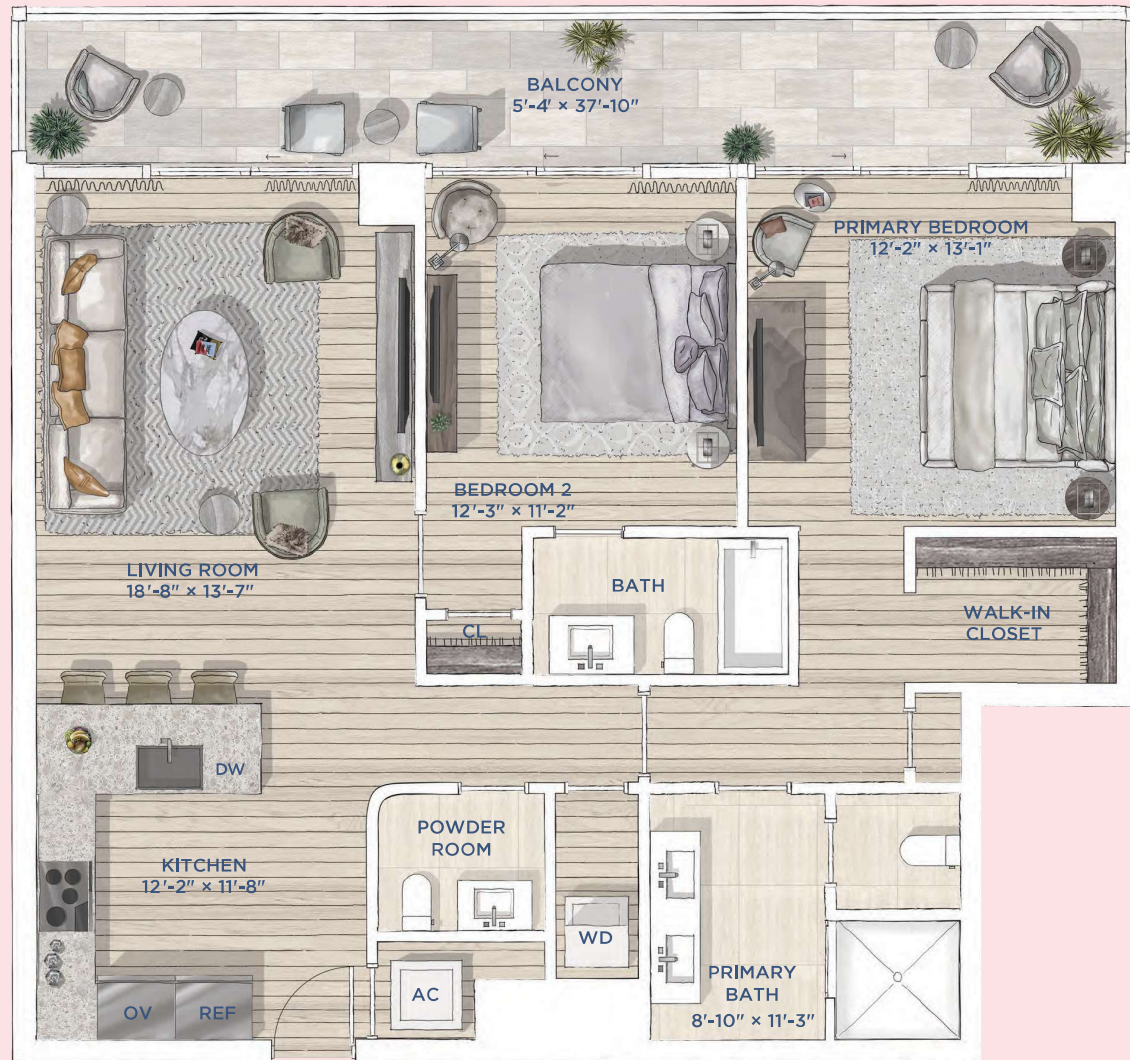 BALCONY
5'-4' × 37'-10"
PRIMARY BEDROOM
12'-2" × 13'-1"
BEDROOM 2
12'-3" × 11'-2"
LIVING ROOM
18'-8" × 13'-7"
BATH
WALK-IN
CLOSET
CL
DW
POWDER
ROOM
KITCHEN
12'-2" × 11'-8"
WD
PRIMARY
BATH
8'-10" × 11'-3"
AC
OV
REF